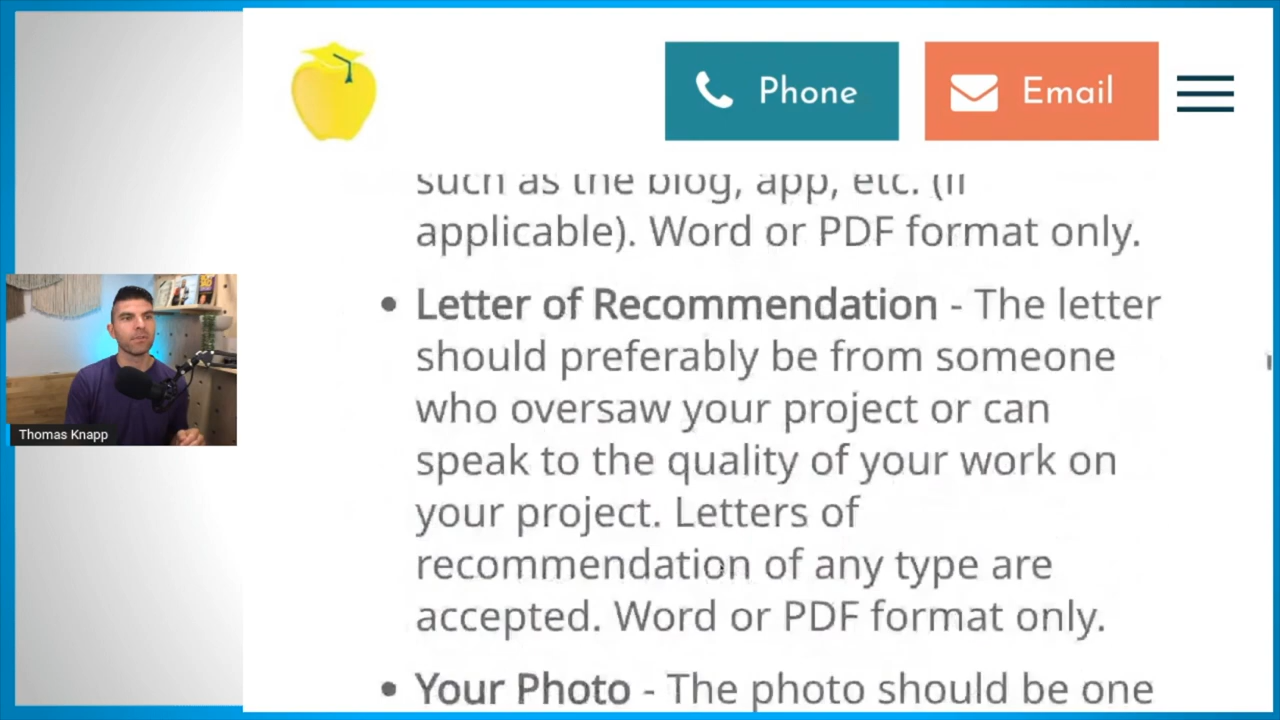 Phone
Email
such as the blog, app, etc. (If
applicable). Word or PDF format only.
Letter of Recommendation - The letter
should preferably be from someone
who oversaw your project or can
speak to the quality of your work on
your project. Letters of
recommendation of any type are
accepted. Word or PDF format only.
Your Photo - The photo should be one
Thomas Knapp